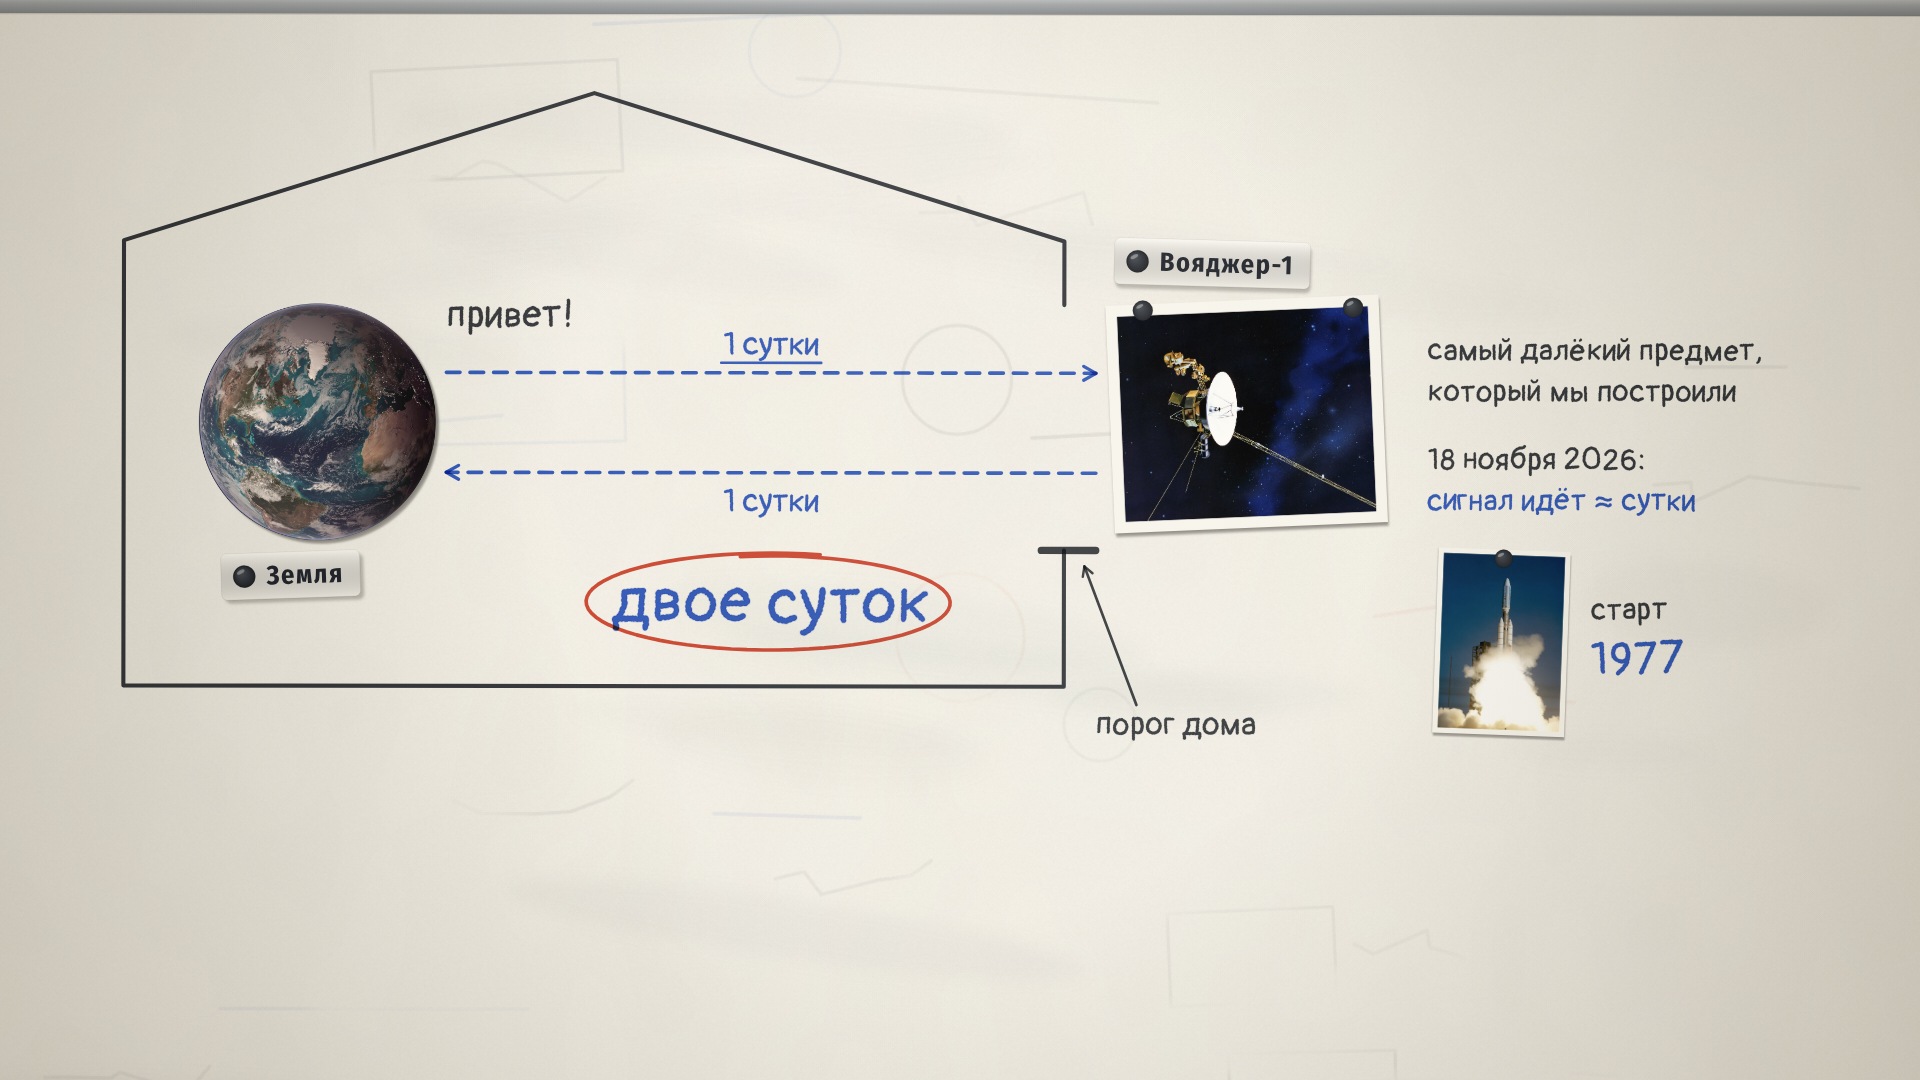 Вояджер-1
привет!
1 сутки
самый далёкий предмет,
который мы построили
18 ноября 2026:
сигнал идёт ≈ сутки
1 сутки
Земля
двое суток
старт
1977
порог дома